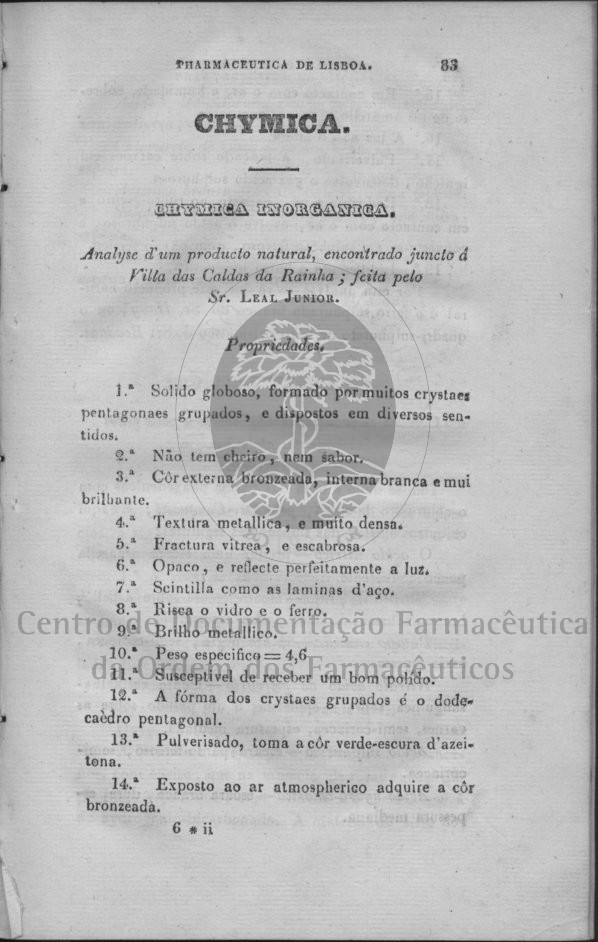 PHARMACEUTICA DE LISBOA. 83
CHYMICA.
CHYMICA INORGANICA.
Analyse d'um producto natural, encontrado juncto á
Villa das Caldas da Rainha ; feita pelo
Sr. LEAL JUNIOR.
Propriedades.
1.ª Solido globoso, formado por muitos crystaes
pentagonaes grupados, e dispostos em diversos sen-
tidos.
2.ª Não tem cheiro, nem sabor.
3.ª Côr externa bronzeada, interna branca e mui
brilhante.
4.ª Textura metallica, e muito densa.
5.ª Fractura vitrea, e escabrosa.
6.ª Opaco, e reflecte perfeitamente a luz.
7.ª Scintilla como as laminas d'aço.
8.ª Risca o vidro e o ferro.
Centro de Documentação Farmacêutica
9.ª Brilho metallico.
10.ª Peso especifico = 4,6
da Ordem dos Farmacêuticos
11.ª Susceptivel de receber um bom polido.
12.ª A fórma dos crystaes grupados é o dode-
caèdro pentagonal.
13.ª Pulverisado, toma a côr verde-escura d'azei-
tona.
14.ª Exposto ao ar atmospherico adquire a côr
bronzeada.
6 * ii